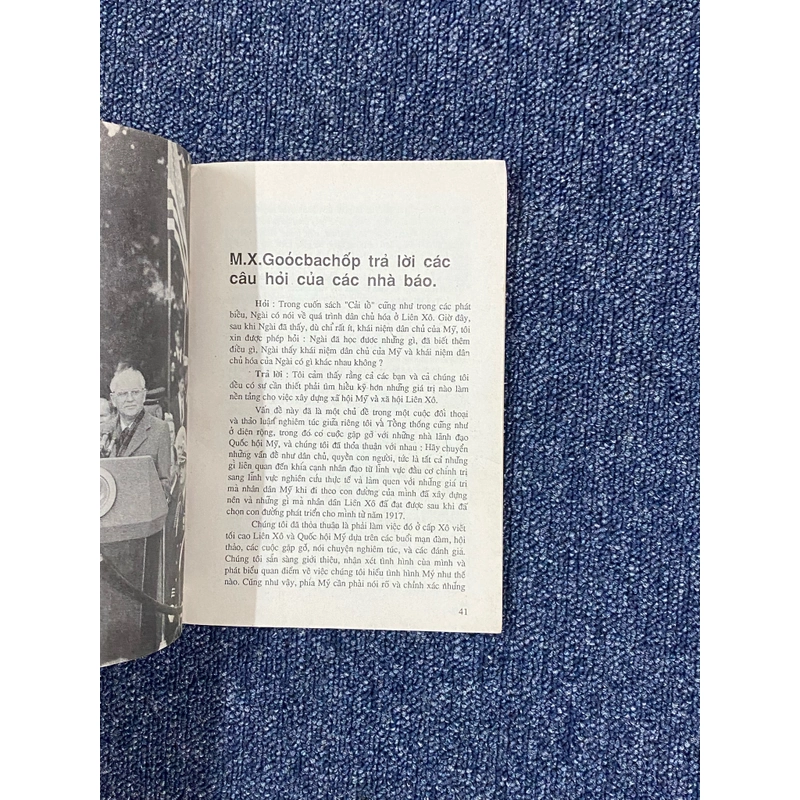 M.X.Goócbachốp trả lời các
câu hỏi của các nhà báo.
Hỏi : Trong cuốn sách "Cải tổ" cũng như trong các phát
biểu, Ngài có nói về quá trình dân chủ hóa ở Liên Xô. Giờ đây,
sau khi Ngài đã thấy, dù chỉ rất ít, khái niệm dân chủ của Mỹ, tôi
xin được phép hỏi : Ngài đã học được những gì, đã biết thêm
điều gì, Ngài thấy khái niệm dân chủ của Mỹ và khái niệm dân
chủ hóa của Ngài có gì khác nhau không ?
Trả lời : Tôi cảm thấy rằng cả các bạn và cả chúng tôi
đều có sự cần thiết phải tìm hiểu kỹ hơn những giá trị nào làm
nền tảng cho việc xây dựng xã hội Mỹ và xã hội Liên Xô.
Vấn đề này đã là một chủ đề trong một cuộc đối thoại
và thảo luận nghiêm túc giữa riêng tôi và Tổng thống cũng như
ở diện rộng, trong đó có cuộc gặp gỡ với những nhà lãnh đạo
Quốc hội Mỹ, và chúng tôi đã thỏa thuận với nhau : Hãy chuyển
những vấn đề như dân chủ, quyền con người, tức là tất cả những
gì liên quan đến khía cạnh nhân đạo từ lĩnh vực đầu cơ chính trị
sang lĩnh vực nghiên cứu thực tế và làm quen với những giá trị
mà nhân dân Mỹ khi đi theo con đường của mình đã xây dựng
nên và những gì mà nhân dân Liên Xô đã đạt được sau khi đã
chọn con đường phát triển cho mình từ năm 1917.
Chúng tôi đã thỏa thuận là phải làm việc đó ở cấp Xô viết
tối cao Liên Xô và Quốc hội Mỹ dựa trên các buổi mạn đàm, hội
thảo, các cuộc gặp gỡ, nói chuyện nghiêm túc, và các đánh giá.
Chúng tôi sẵn sàng giới thiệu, nhận xét tình hình của mình và
phát biểu quan điểm về việc chúng tôi hiểu tình hình Mỹ như thế
nào. Cũng như vậy, phía Mỹ cần phải nói rõ và chính xác những
41